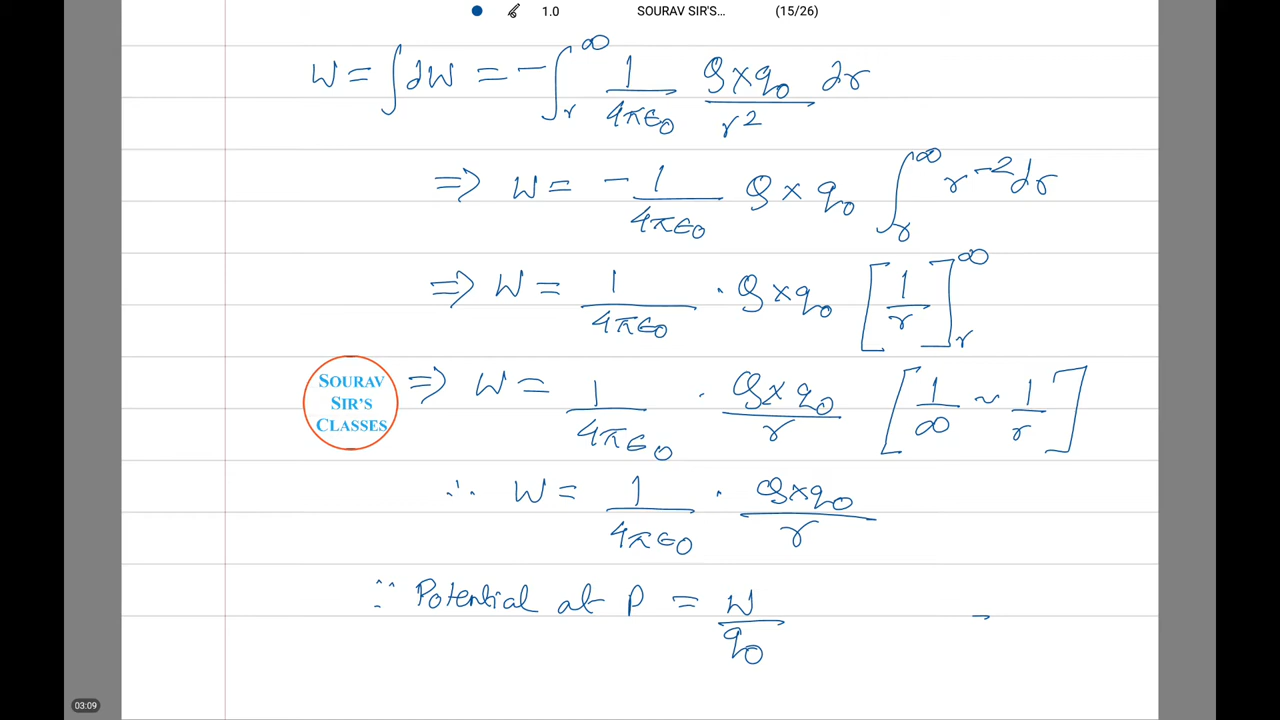 1.0 SOURAV SIR'S... (15/26)
W = ∫dW = -∫_r^∞ 1/4πε0 Q×q0/r² dr
⇒ W = -1/4πε0 Q × q0 ∫_r^∞ r⁻² dr
⇒ W = 1/4πε0 · Q×q0 [1/r]_r^∞
SOURAV
SIR'S
CLASSES
⇒ W = 1/4πε0 · Q×q0/r [1/∞ ~ 1/r]
∴ W = 1/4πε0 · Q×q0/r
∵ Potential at P = W/q0 -
03:09